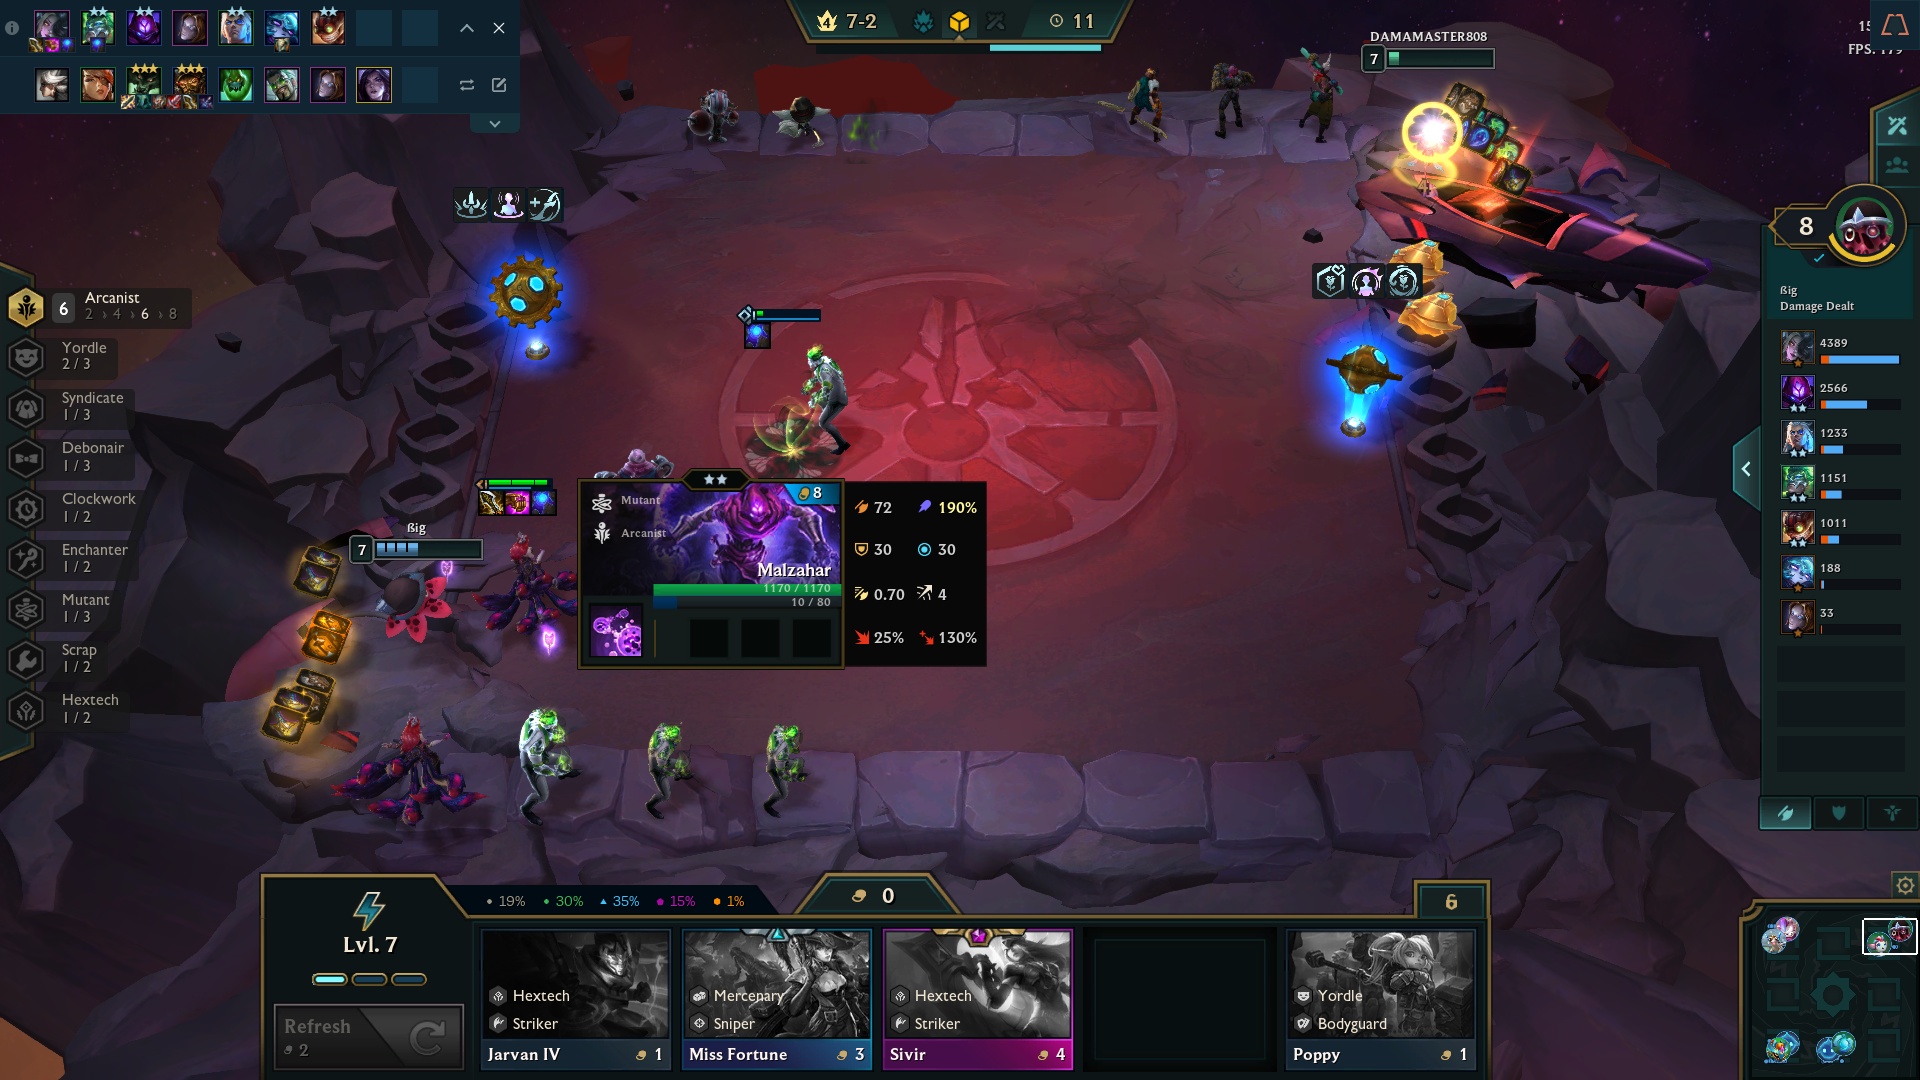 4
7-2
11
DAMAMASTER808
7
8
ßig
Damage Dealt
4389
2566
1233
1151
1011
188
33
6
Arcanist
2 › 4 › 6 › 8
Yordle
2 / 3
Syndicate
1 / 3
Debonair
1 / 3
Clockwork
1 / 2
Enchanter
1 / 2
Mutant
1 / 3
Scrap
1 / 2
Hextech
1 / 2
ßig
7
Mutant
Arcanist
8
Malzahar
1170 / 1170
10 / 80
72
190%
30
30
0.70
4
25%
130%
Lvl. 7
Refresh
2
19%
30%
35%
15%
1%
0
6
Hextech
Striker
Jarvan IV
1
Mercenary
Sniper
Miss Fortune
3
Hextech
Striker
Sivir
4
Yordle
Bodyguard
Poppy
1